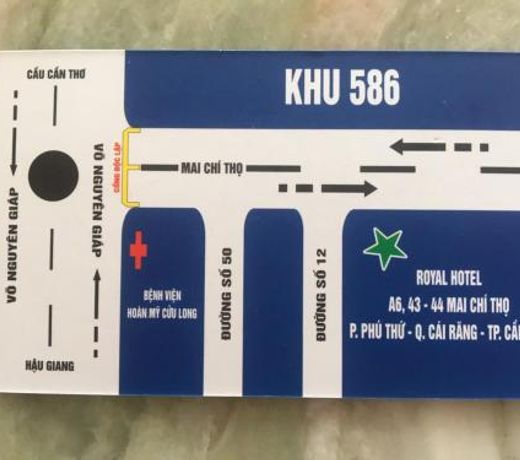 CẦU CẦN THƠ
KHU 586
VÕ NGUYÊN GIÁP
VÕ NGUYÊN GIÁP
CỔNG ĐỘC LẬP
MAI CHÍ THỌ
ĐƯỜNG SỐ 50
ĐƯỜNG SỐ 12
BỆNH VIỆN
HOÀN MỸ CỬU LONG
ROYAL HOTEL
A6, 43 - 44 MAI CHÍ THỌ
P. PHÚ THỨ - Q. CÁI RĂNG - TP. CẦ
HẬU GIANG